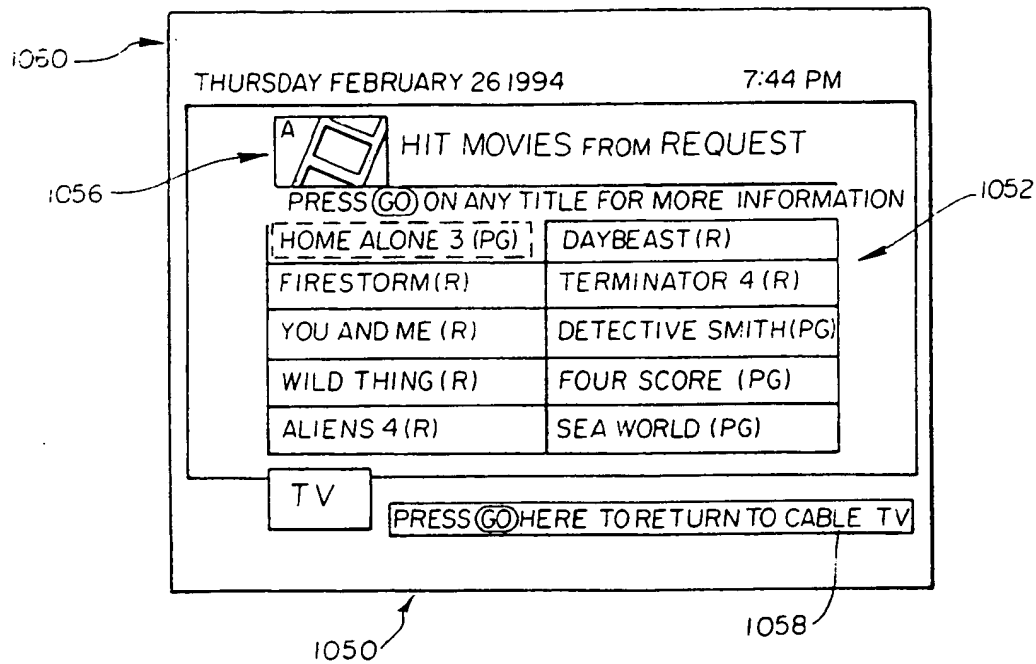 1060
THURSDAY FEBRUARY 26 1994 7:44 PM
A
HIT MOVIES FROM REQUEST
1056
1052
PRESS GO ON ANY TITLE FOR MORE INFORMATION
HOME ALONE 3 (PG) DAYBEAST (R)
FIRESTORM (R) TERMINATOR 4 (R)
YOU AND ME (R) DETECTIVE SMITH (PG)
WILD THING (R) FOUR SCORE (PG)
ALIENS 4 (R) SEA WORLD (PG)
TV
PRESS GO HERE TO RETURN TO CABLE TV
1050
1058